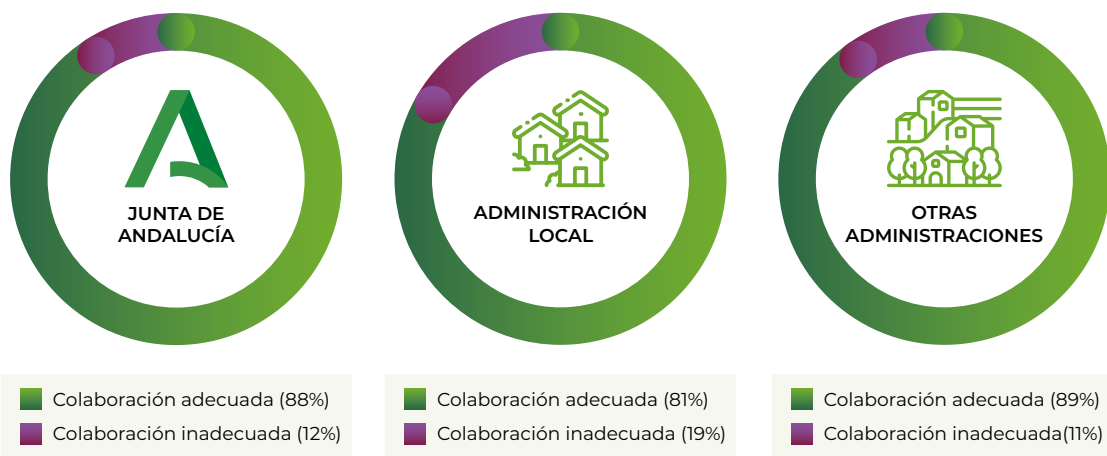 JUNTA DE
ANDALUCÍA
ADMINISTRACIÓN
LOCAL
OTRAS
ADMINISTRACIONES
Colaboración adecuada (88%)
Colaboración inadecuada (12%)
Colaboración adecuada (81%)
Colaboración inadecuada (19%)
Colaboración adecuada (89%)
Colaboración inadecuada(11%)